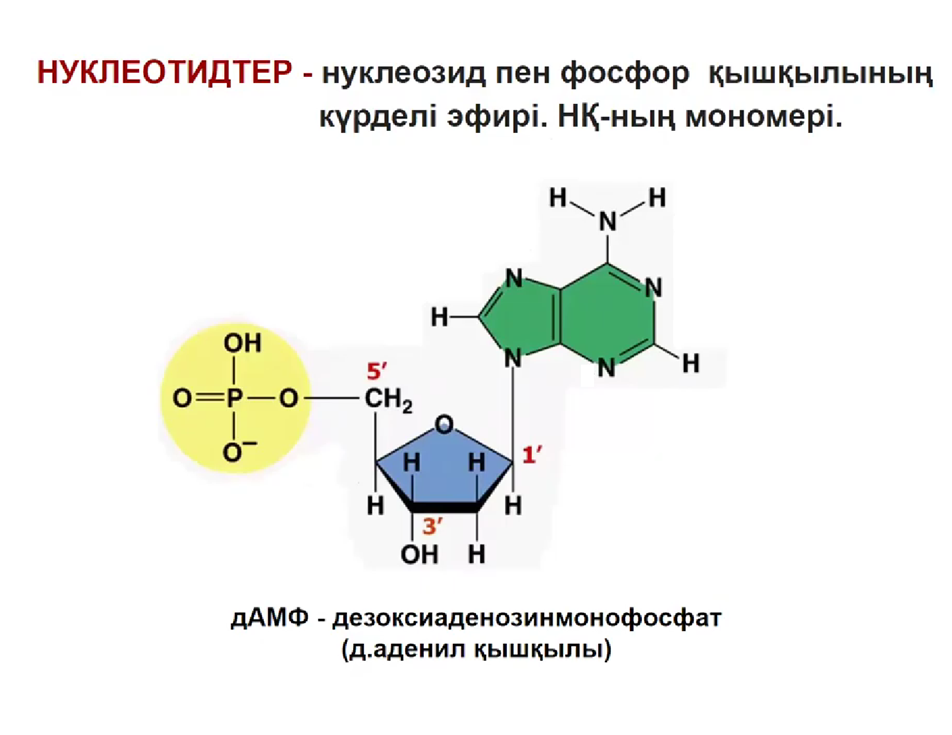 НУКЛЕОТИДТЕР - нуклеозид пен фосфор қышқылының
күрделі эфирі. НҚ-ның мономері.
H H
N
N N
H
N N H
OH
O=P—O 5′ CH₂
O⁻
O
H H 1′
H H
3′
OH H
дАМФ - дезоксиаденозинмонофосфат
(д.аденил қышқылы)